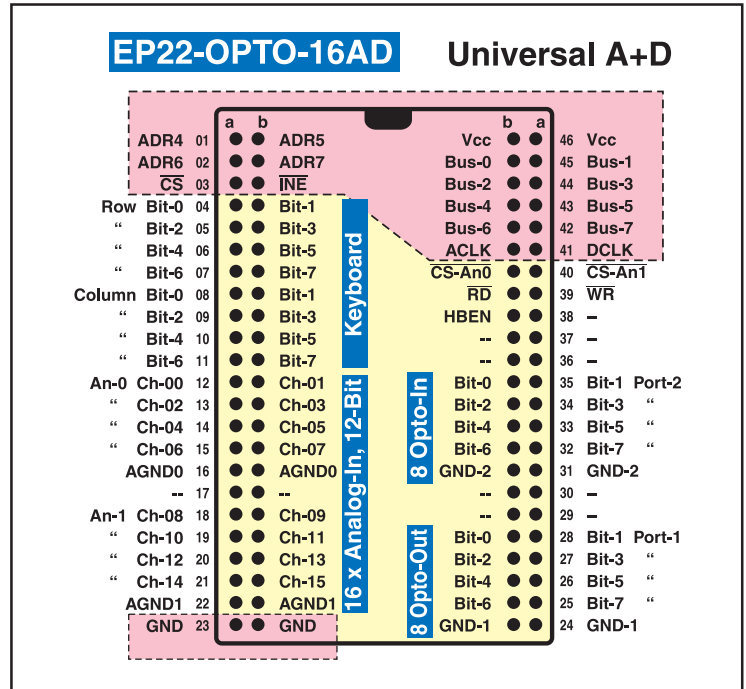 EP22-OPTO-16AD Universal A+D
a b b a
ADR4 01 ADR5 Vcc 46 Vcc
ADR6 02 ADR7 Bus-0 45 Bus-1
CS 03 INE Bus-2 44 Bus-3
Row Bit-0 04 Bit-1 Bus-4 43 Bus-5
“ Bit-2 05 Bit-3 Bus-6 42 Bus-7
“ Bit-4 06 Bit-5 ACLK 41 DCLK
“ Bit-6 07 Bit-7 CS-An0 40 CS-An1
Column Bit-0 08 Bit-1 RD 39 WR
“ Bit-2 09 Bit-3 HBEN 38 –
“ Bit-4 10 Bit-5 -- 37 –
“ Bit-6 11 Bit-7 -- 36 –
An-0 Ch-00 12 Ch-01 Bit-0 35 Bit-1 Port-2
“ Ch-02 13 Ch-03 Bit-2 34 Bit-3 “
“ Ch-04 14 Ch-05 Bit-4 33 Bit-5 “
“ Ch-06 15 Ch-07 Bit-6 32 Bit-7 “
AGND0 16 AGND0 GND-2 31 GND-2
-- 17 -- -- 30 –
An-1 Ch-08 18 Ch-09 -- 29 –
“ Ch-10 19 Ch-11 Bit-0 28 Bit-1 Port-1
“ Ch-12 20 Ch-13 Bit-2 27 Bit-3 “
“ Ch-14 21 Ch-15 Bit-4 26 Bit-5 “
AGND1 22 AGND1 Bit-6 25 Bit-7 “
GND 23 GND GND-1 24 GND-1
Keyboard
16 x Analog-In, 12-Bit
8 Opto-In
8 Opto-Out